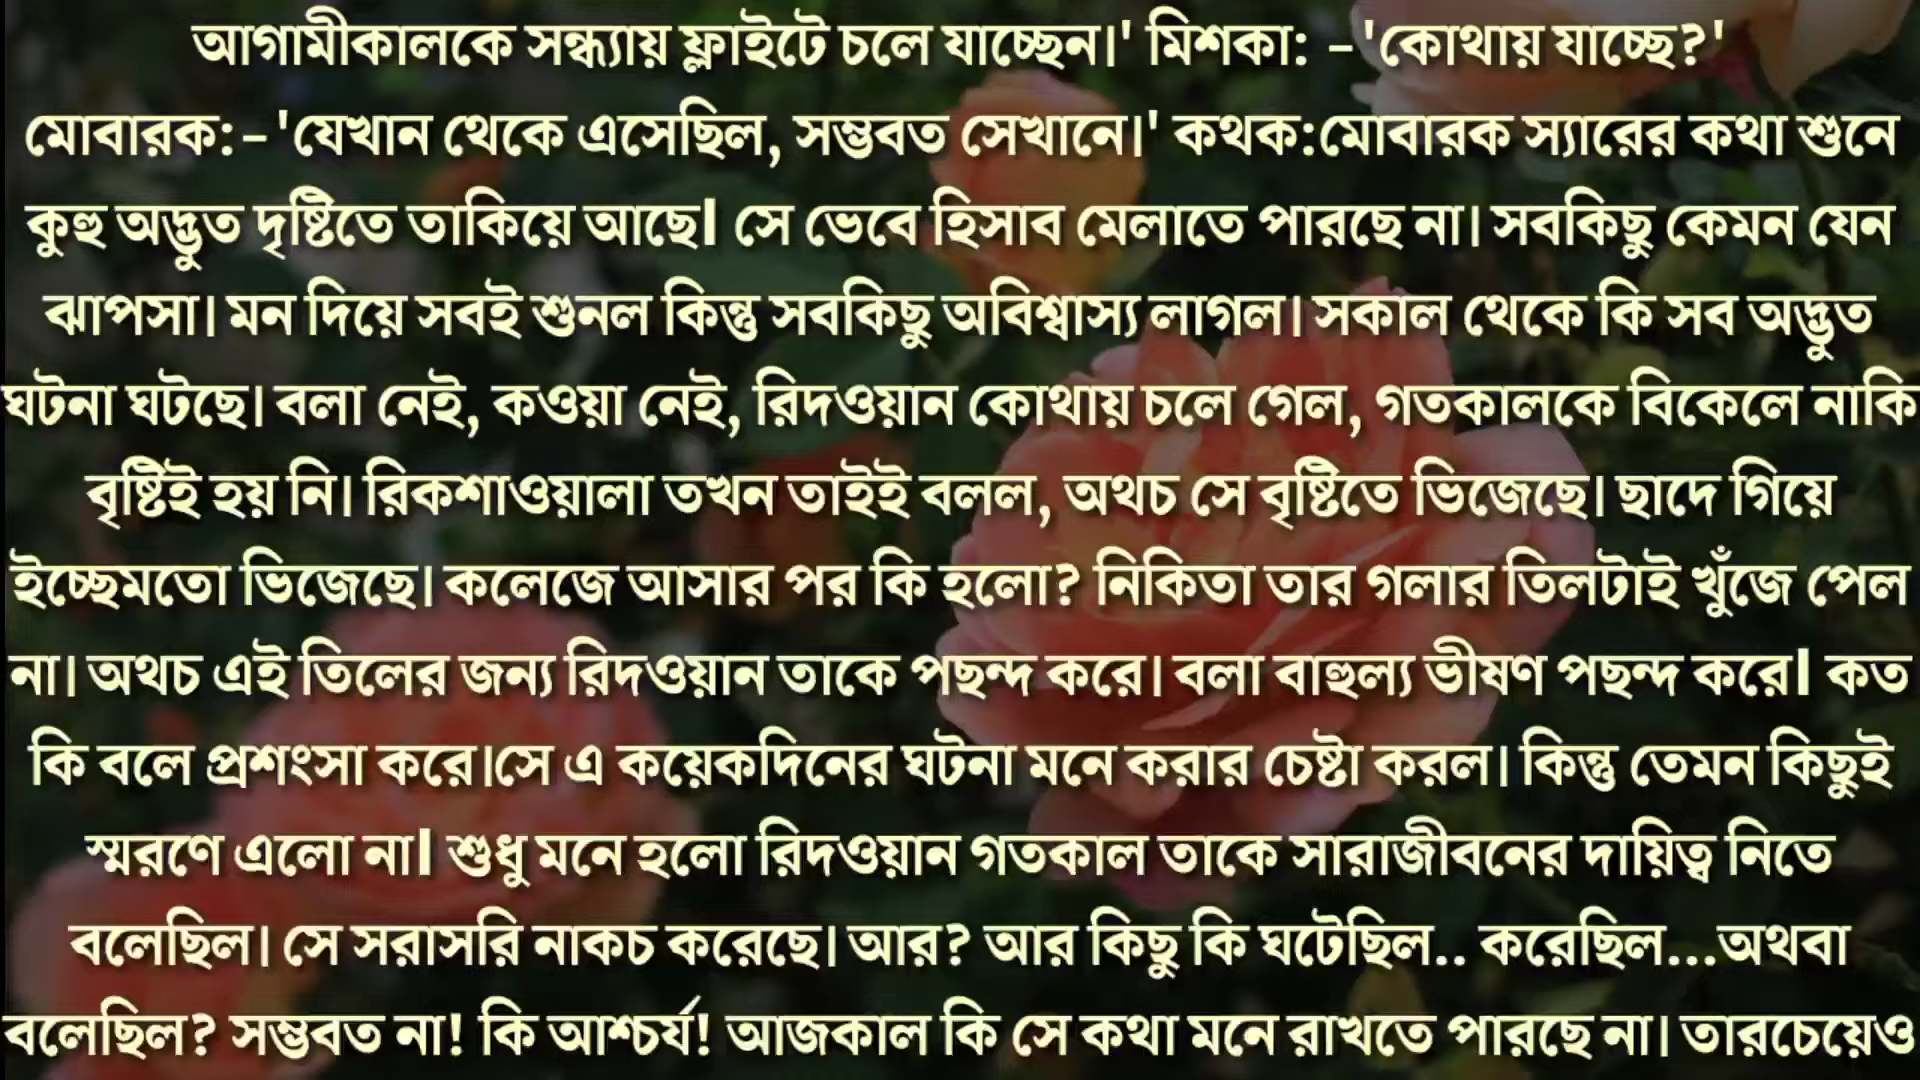 আগামীকালকে সন্ধ্যায় ফ্লাইটে চলে যাচ্ছেন।' মিশকা: –'কোথায় যাচ্ছে?'
মোবারক:–'যেখান থেকে এসেছিল, সম্ভবত সেখানে।' কথক:মোবারক স্যারের কথা শুনে
কুহু অদ্ভুত দৃষ্টিতে তাকিয়ে আছে। সে ভেবে হিসাব মেলাতে পারছে না। সবকিছু কেমন যেন
ঝাপসা। মন দিয়ে সবই শুনল কিন্তু সবকিছু অবিশ্বাস্য লাগল। সকাল থেকে কি সব অদ্ভুত
ঘটনা ঘটছে। বলা নেই, কওয়া নেই, রিদওয়ান কোথায় চলে গেল, গতকালকে বিকেলে নাকি
বৃষ্টিই হয় নি। রিকশাওয়ালা তখন তাইই বলল, অথচ সে বৃষ্টিতে ভিজেছে। ছাদে গিয়ে
ইচ্ছেমতো ভিজেছে। কলেজে আসার পর কি হলো? নিকিতা তার গলার তিলটাই খুঁজে পেল
না। অথচ এই তিলের জন্য রিদওয়ান তাকে পছন্দ করে। বলা বাহুল্য ভীষণ পছন্দ করে। কত
কি বলে প্রশংসা করে।সে এ কয়েকদিনের ঘটনা মনে করার চেষ্টা করল। কিন্তু তেমন কিছুই
স্মরণে এলো না। শুধু মনে হলো রিদওয়ান গতকাল তাকে সারাজীবনের দায়িত্ব নিতে
বলেছিল। সে সরাসরি নাকচ করেছে। আর? আর কিছু কি ঘটেছিল.. করেছিল...অথবা
বলেছিল? সম্ভবত না! কি আশ্চর্য! আজকাল কি সে কথা মনে রাখতে পারছে না। তারচেয়েও